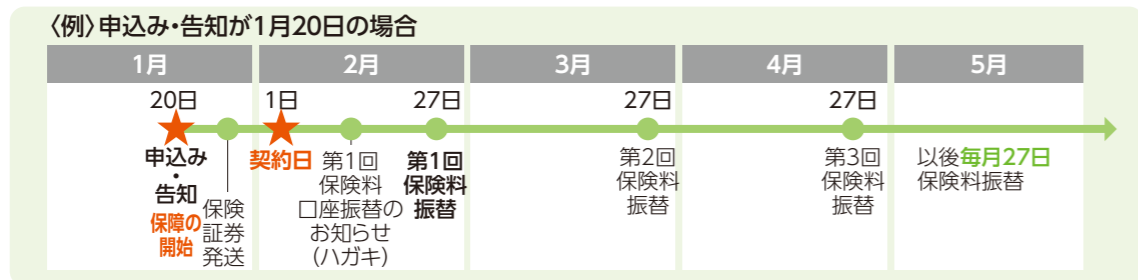 〈例〉申込み・告知が1月20日の場合
1月
2月
3月
4月
5月
20日
1日
27日
27日
27日
申込み
・
告知
保障の
開始
保険
証券
発送
契約日
第1回
保険料
口座振替の
お知らせ
（ハガキ）
第1回
保険料
振替
第2回
保険料
振替
第3回
保険料
振替
以後毎月27日
保険料振替